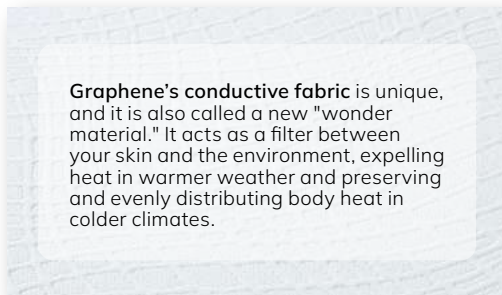 Graphene’s conductive fabric is unique,
and it is also called a new "wonder
material." It acts as a filter between
your skin and the environment, expelling
heat in warmer weather and preserving
and evenly distributing body heat in
colder climates.